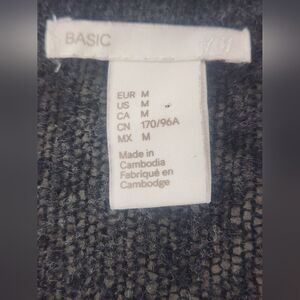 BASIC
EUR M
US M
CA M
CN 170/96A
MX M
Made in
Cambodia
Fabriqué en
Cambodge